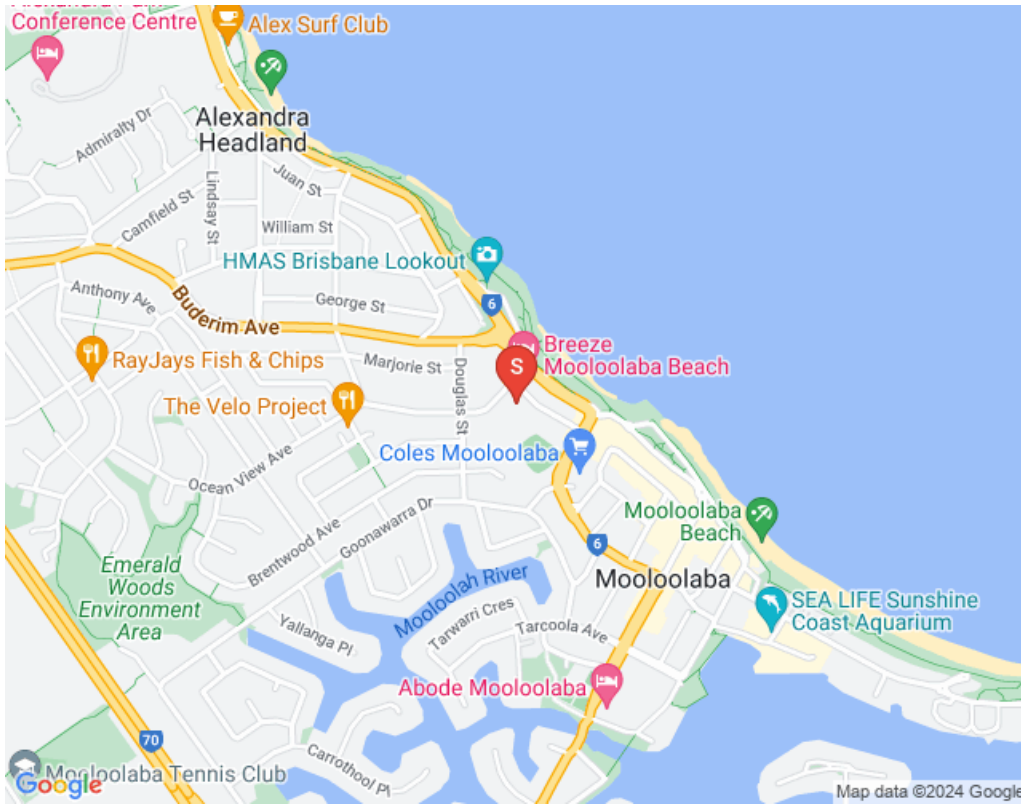 Conference Centre
Alex Surf Club
Alexandra
Headland
Admiralty Dr
Juan St
Lindsay St
Camfield St
William St
HMAS Brisbane Lookout
6
Anthony Ave
George St
Buderim Ave
Breeze
Mooloolaba Beach
S
RayJays Fish & Chips
Marjorie St
Douglas St
The Velo Project
Coles Mooloolaba
Ocean View Ave
Goonawarra Dr
Brentwood Ave
Mooloolaba
Beach
6
Emerald
Woods
Environment
Area
Mooloolah River
Mooloolaba
Yallanga Pl
Tarwarri Cres
Tarcoola Ave
SEA LIFE Sunshine
Coast Aquarium
Abode Mooloolaba
70
Carrothool Pl
Mooloolaba Tennis Club
Google
Map data ©2024 Google